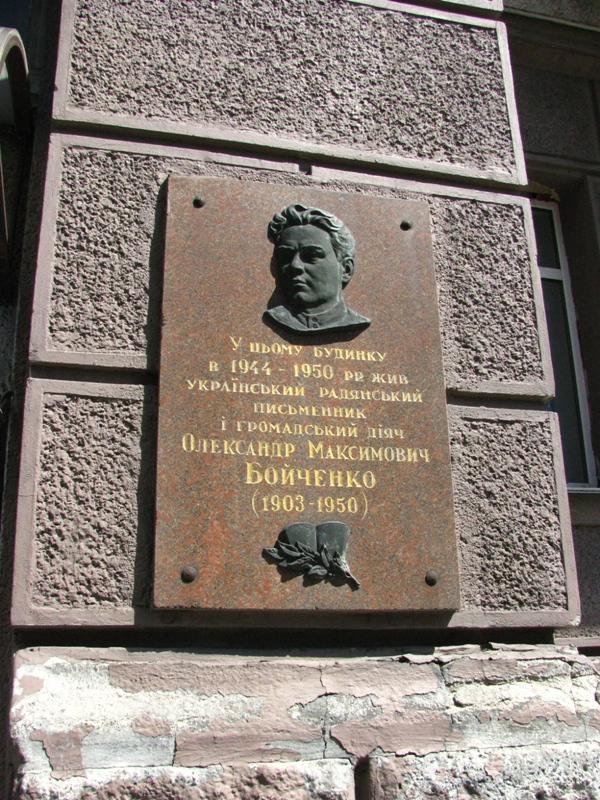 У цьому будинку
в 1944 - 1950 рр жив
український радянський
письменник
і громадський діяч
Олександр Максимович
Бойченко
(1903-1950)